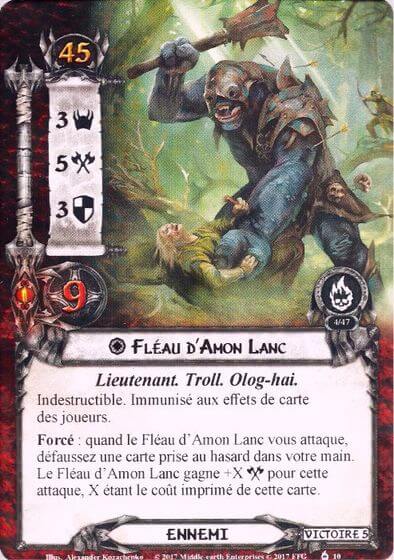 45
3
5
3
9
4/47
Fléau d'Amon Lanc
Lieutenant. Troll. Olog-hai.
Indestructible. Immunisé aux effets de carte
des joueurs.
Forcé : quand le Fléau d'Amon Lanc vous attaque,
défaussez une carte prise au hasard dans votre main.
Le Fléau d'Amon Lanc gagne +X pour cette
attaque, X étant le coût imprimé de cette carte.
ENNEMI
VICTOIRE 5
Illus. Alexander Kozachenko © 2017 Middle-earth Enterprises © 2017 FFG 10